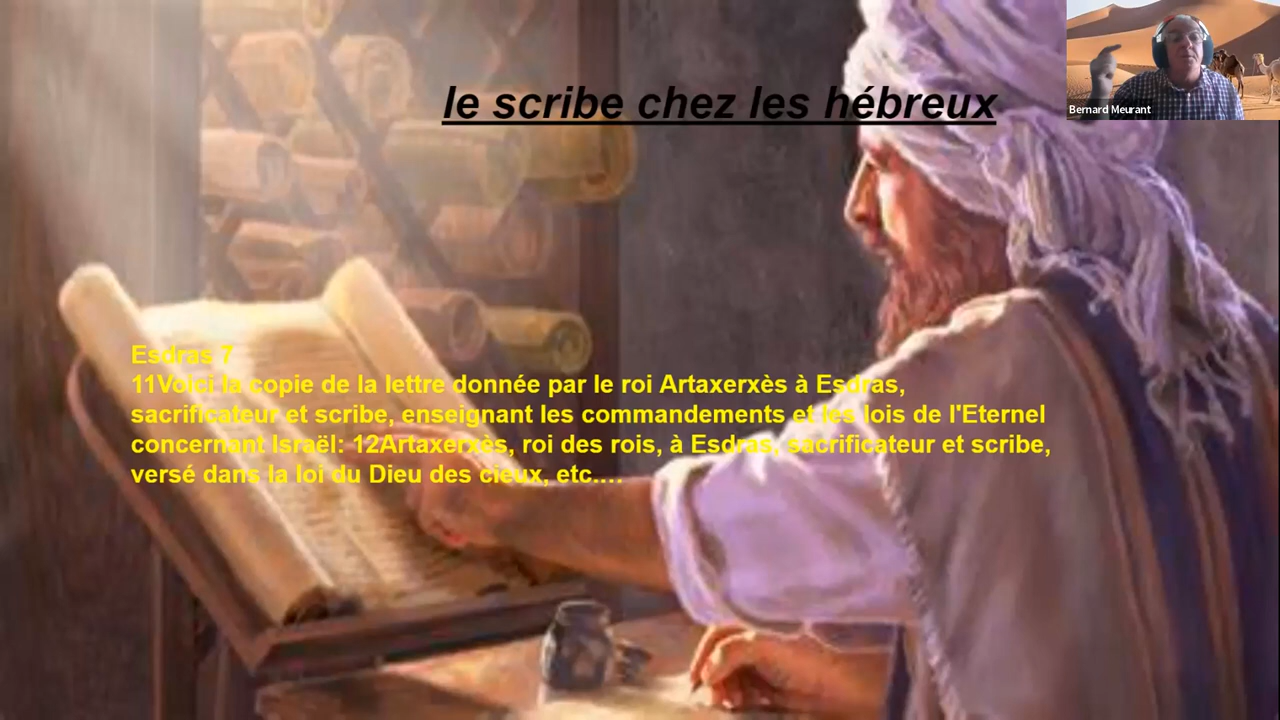 le scribe chez les hébreux
Bernard Meurant
Esdras 7
11Voici la copie de la lettre donnée par le roi Artaxerxès à Esdras,
sacrificateur et scribe, enseignant les commandements et les lois de l'Eternel
concernant Israël: 12Artaxerxès, roi des rois, à Esdras, sacrificateur et scribe,
versé dans la loi du Dieu des cieux, etc.…